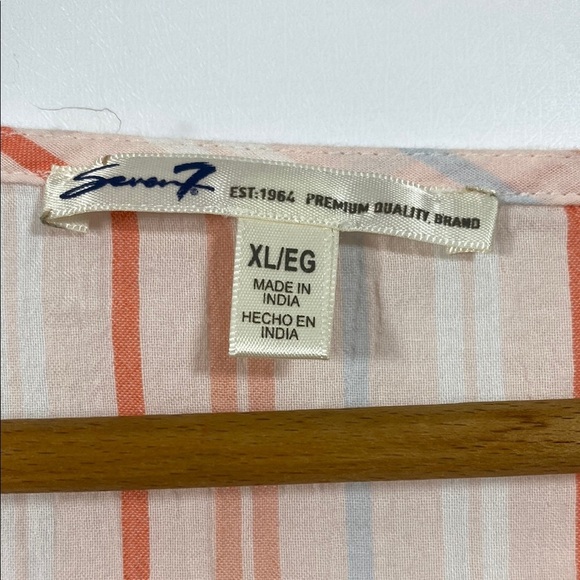 Seven7® EST:1964 PREMIUM QUALITY, BRAND
XL/EG
MADE IN
INDIA
HECHO EN
INDIA